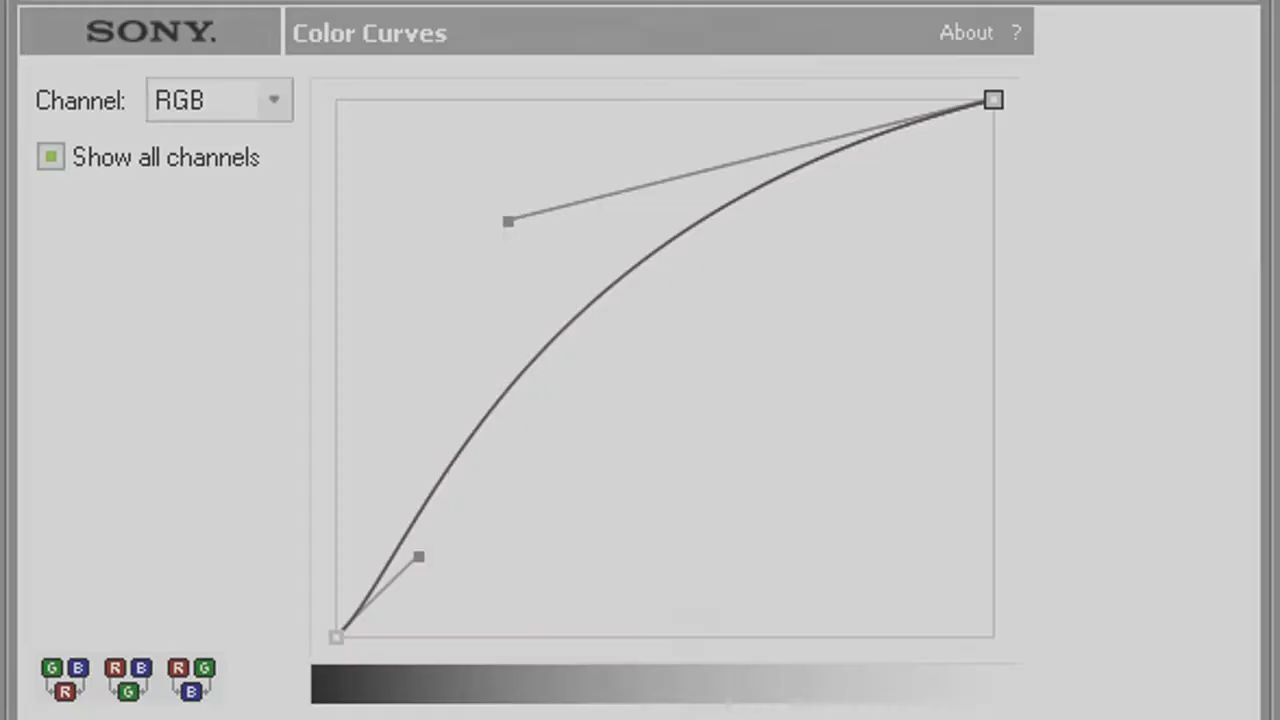 SONY.
Color Curves
About ?
Channel: RGB
Show all channels
G B R B R G
R G B